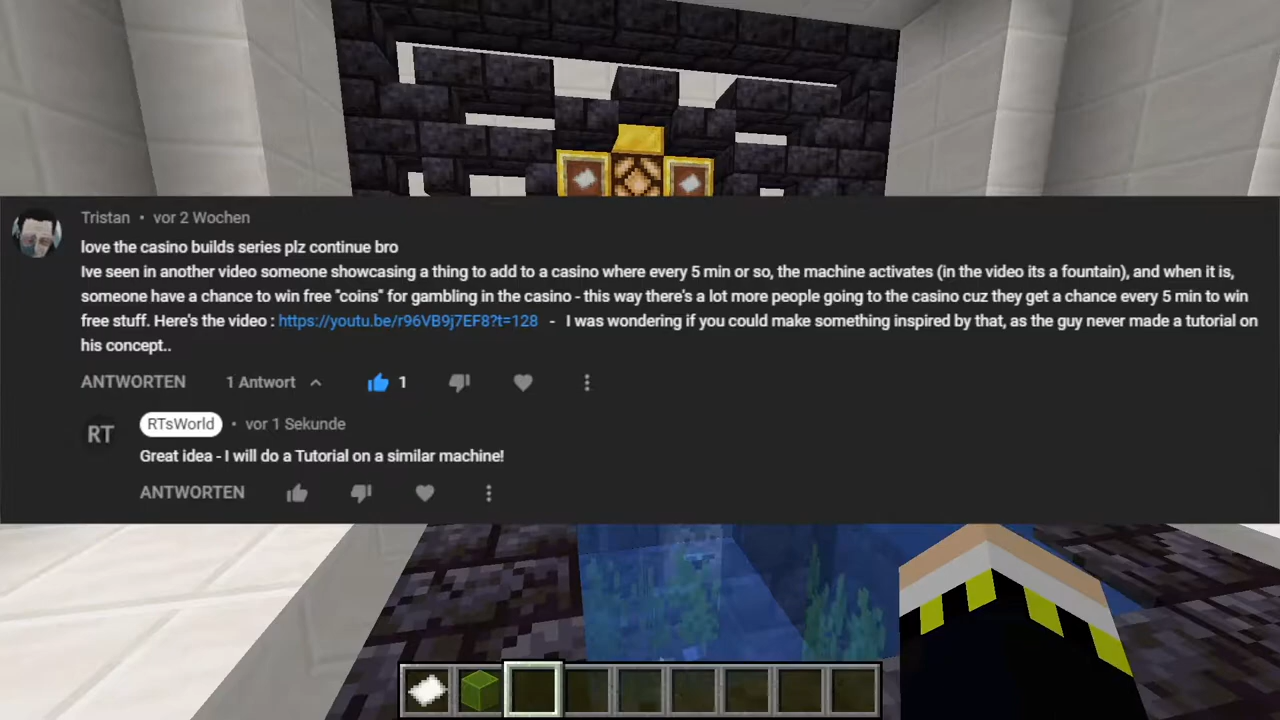 Tristan • vor 2 Wochen
love the casino builds series plz continue bro
Ive seen in another video someone showcasing a thing to add to a casino where every 5 min or so, the machine activates (in the video its a fountain), and when it is,
someone have a chance to win free "coins" for gambling in the casino - this way there's a lot more people going to the casino cuz they get a chance every 5 min to win
free stuff. Here's the video : https://youtu.be/r96VB9j7EF8?t=128 - I was wondering if you could make something inspired by that, as the guy never made a tutorial on
his concept..
ANTWORTEN 1 Antwort 1
RT RTsWorld • vor 1 Sekunde
Great idea - I will do a Tutorial on a similar machine!
ANTWORTEN